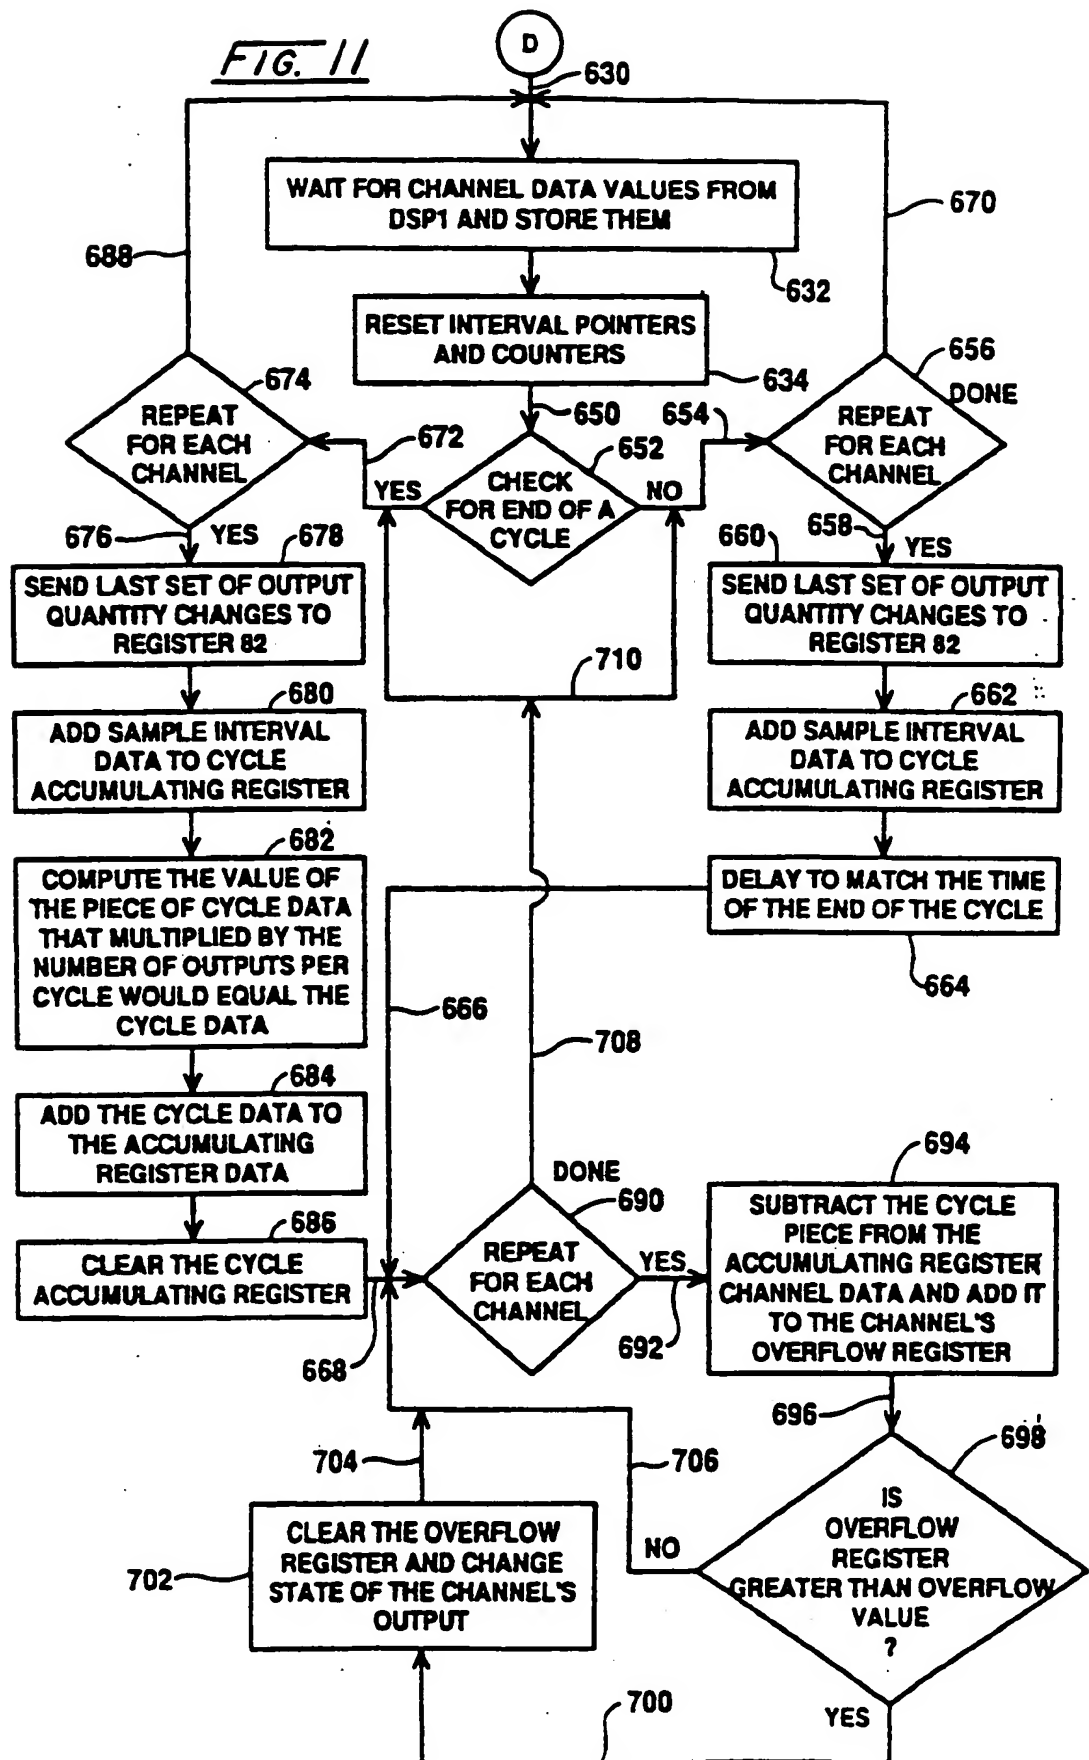 FIG. 11
D
630
WAIT FOR CHANNEL DATA VALUES FROM
DSP1 AND STORE THEM
632
670
688
RESET INTERVAL POINTERS
AND COUNTERS
634
650
674
REPEAT
FOR EACH
CHANNEL
672
YES
652
CHECK
FOR END OF A
CYCLE
NO
654
656
DONE
REPEAT
FOR EACH
CHANNEL
676
YES
678
SEND LAST SET OF OUTPUT
QUANTITY CHANGES TO
REGISTER 82
658
YES
660
SEND LAST SET OF OUTPUT
QUANTITY CHANGES TO
REGISTER 82
710
680
ADD SAMPLE INTERVAL
DATA TO CYCLE
ACCUMULATING REGISTER
662
ADD SAMPLE INTERVAL
DATA TO CYCLE
ACCUMULATING REGISTER
682
COMPUTE THE VALUE OF
THE PIECE OF CYCLE DATA
THAT MULTIPLIED BY THE
NUMBER OF OUTPUTS PER
CYCLE WOULD EQUAL THE
CYCLE DATA
DELAY TO MATCH THE TIME
OF THE END OF THE CYCLE
664
666
708
684
ADD THE CYCLE DATA TO
THE ACCUMULATING
REGISTER DATA
686
CLEAR THE CYCLE
ACCUMULATING REGISTER
668
DONE
690
REPEAT
FOR EACH
CHANNEL
YES
692
694
SUBTRACT THE CYCLE
PIECE FROM THE
ACCUMULATING REGISTER
CHANNEL DATA AND ADD IT
TO THE CHANNEL'S
OVERFLOW REGISTER
696
698
IS
OVERFLOW
REGISTER
GREATER THAN OVERFLOW
VALUE
?
NO
706
704
702
CLEAR THE OVERFLOW
REGISTER AND CHANGE
STATE OF THE CHANNEL'S
OUTPUT
YES
700